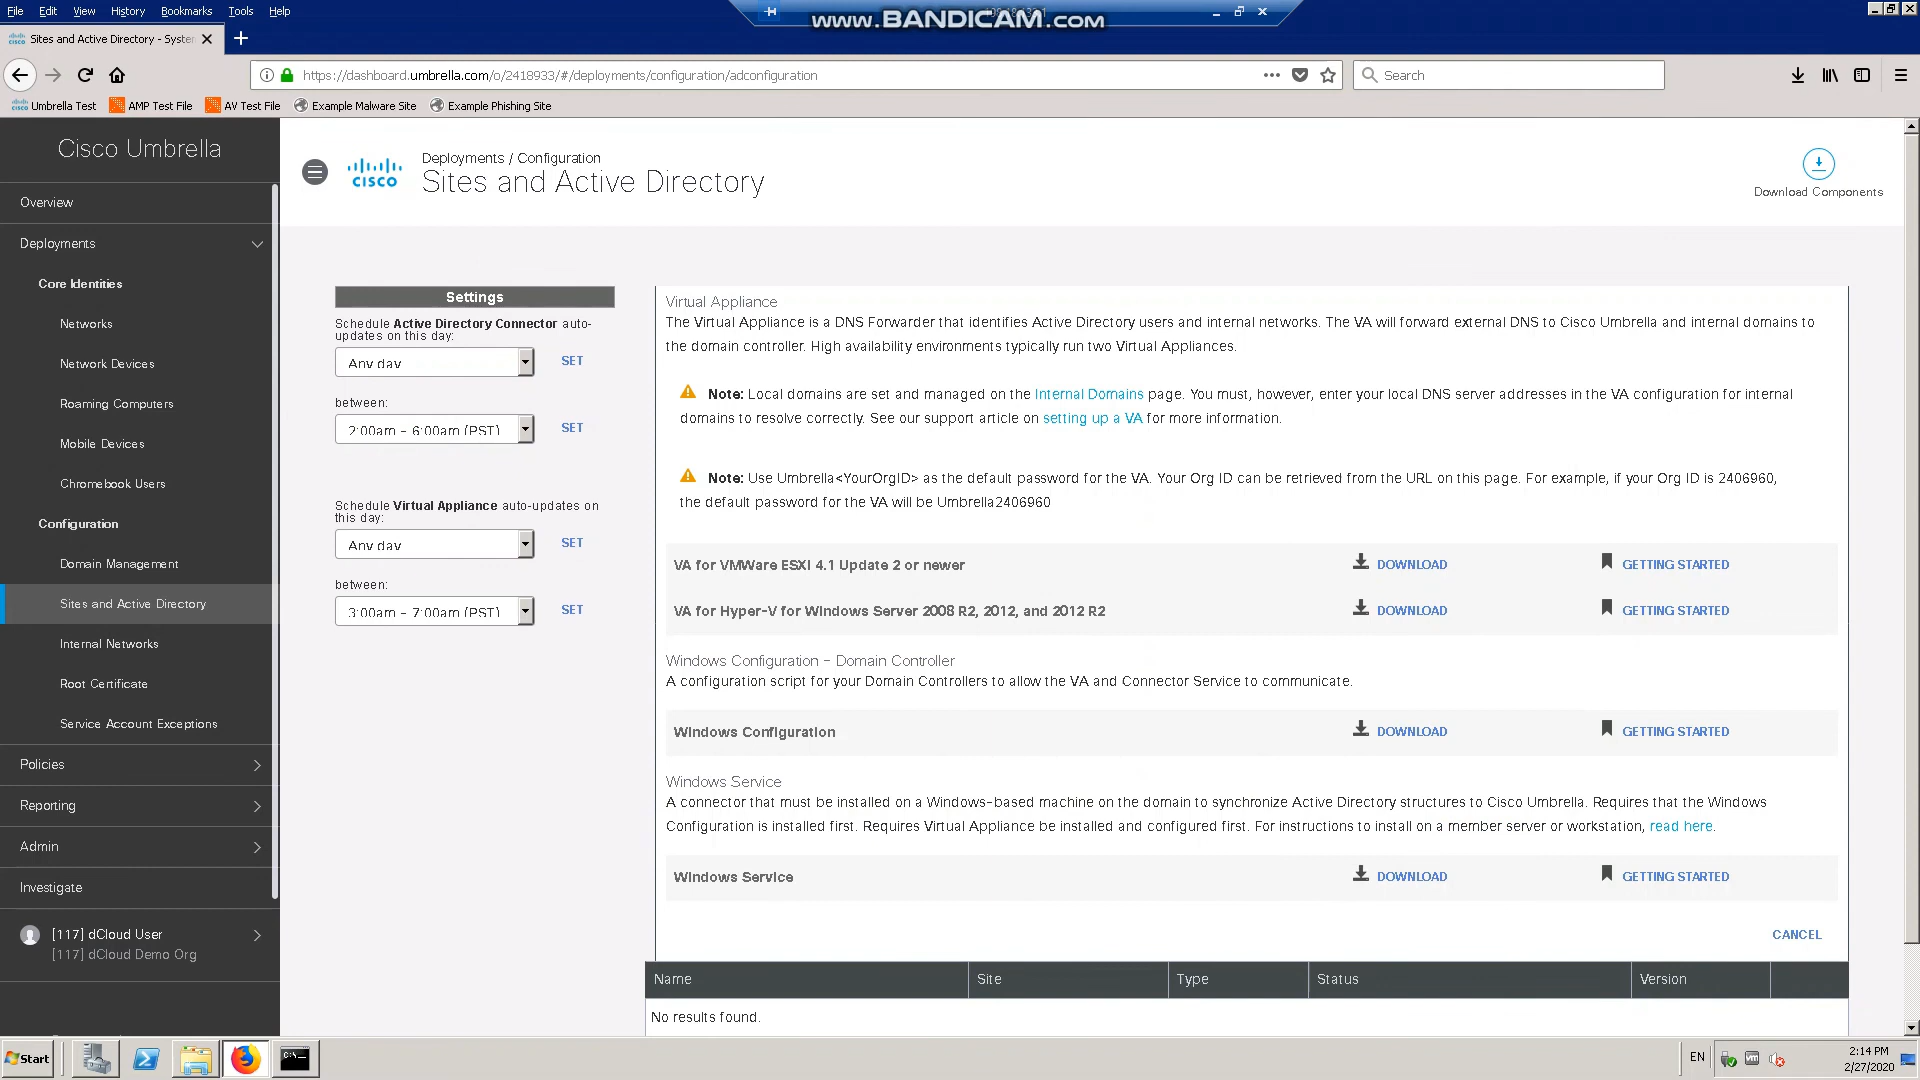 File Edit View History Bookmarks Tools Help
www.BANDICAM.com
Sites and Active Directory - Syster
https://dashboard.umbrella.com/o/2418933/#/deployments/configuration/adconfiguration
Search
Umbrella Test AMP Test File AV Test File Example Malware Site Example Phishing Site
Cisco Umbrella
Overview
Deployments
Core Identities
Networks
Network Devices
Roaming Computers
Mobile Devices
Chromebook Users
Configuration
Domain Management
Sites and Active Directory
Internal Networks
Root Certificate
Service Account Exceptions
Policies
Reporting
Admin
Investigate
[117] dCloud User
[117] dCloud Demo Org
CISCO
Deployments / Configuration
Sites and Active Directory
Download Components
Settings
Schedule Active Directory Connector auto-
updates on this day:
Any day SET
between:
2:00am - 6:00am (PST) SET
Schedule Virtual Appliance auto-updates on
this day:
Any day SET
between:
3:00am - 7:00am (PST) SET
Virtual Appliance
The Virtual Appliance is a DNS Forwarder that identifies Active Directory users and internal networks. The VA will forward external DNS to Cisco Umbrella and internal domains to
the domain controller. High availability environments typically run two Virtual Appliances.
Note: Local domains are set and managed on the Internal Domains page. You must, however, enter your local DNS server addresses in the VA configuration for internal
domains to resolve correctly. See our support article on setting up a VA for more information.
Note: Use Umbrella<YourOrgID> as the default password for the VA. Your Org ID can be retrieved from the URL on this page. For example, if your Org ID is 2406960,
the default password for the VA will be Umbrella2406960
VA for VMWare ESXI 4.1 Update 2 or newer DOWNLOAD GETTING STARTED
VA for Hyper-V for Windows Server 2008 R2, 2012, and 2012 R2 DOWNLOAD GETTING STARTED
Windows Configuration - Domain Controller
A configuration script for your Domain Controllers to allow the VA and Connector Service to communicate.
Windows Configuration DOWNLOAD GETTING STARTED
Windows Service
A connector that must be installed on a Windows-based machine on the domain to synchronize Active Directory structures to Cisco Umbrella. Requires that the Windows
Configuration is installed first. Requires Virtual Appliance be installed and configured first. For instructions to install on a member server or workstation, read here.
Windows Service DOWNLOAD GETTING STARTED
CANCEL
Name Site Type Status Version
No results found.
Start
EN
2:14 PM
2/27/2020